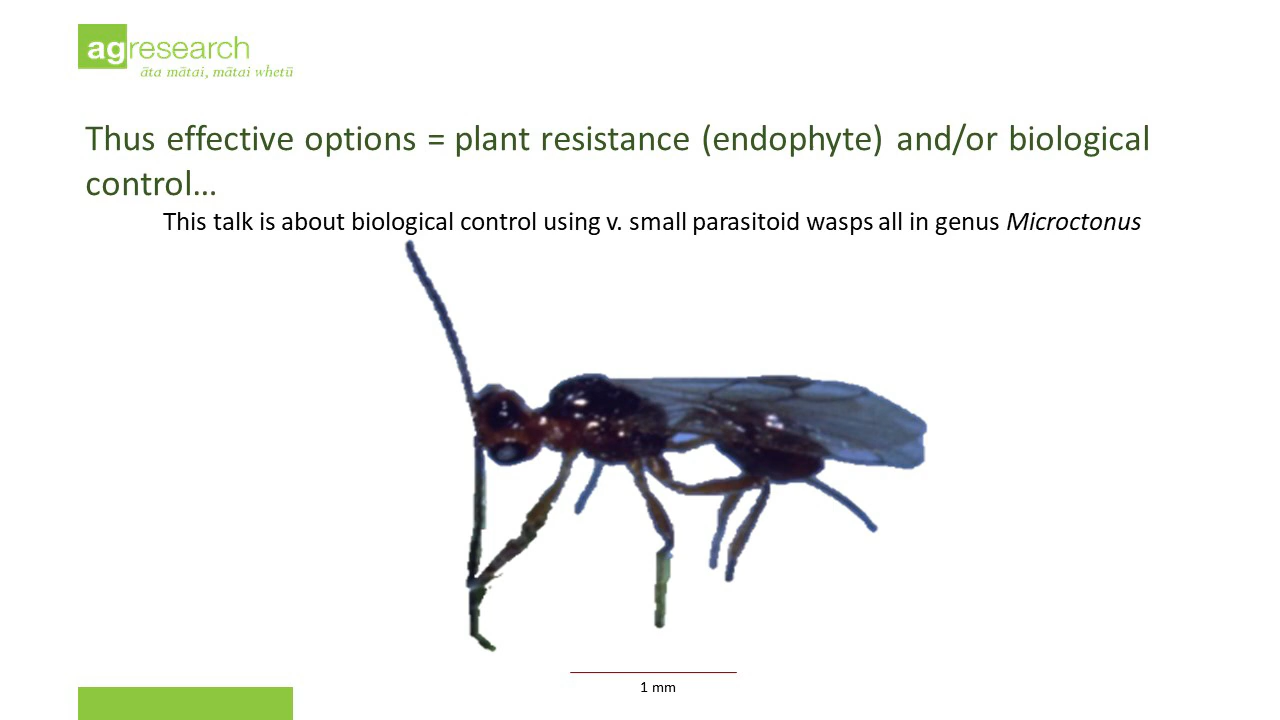 agresearch
āta mātai, mātai whetū
Thus effective options = plant resistance (endophyte) and/or biological
control…
This talk is about biological control using v. small parasitoid wasps all in genus Microctonus
1 mm